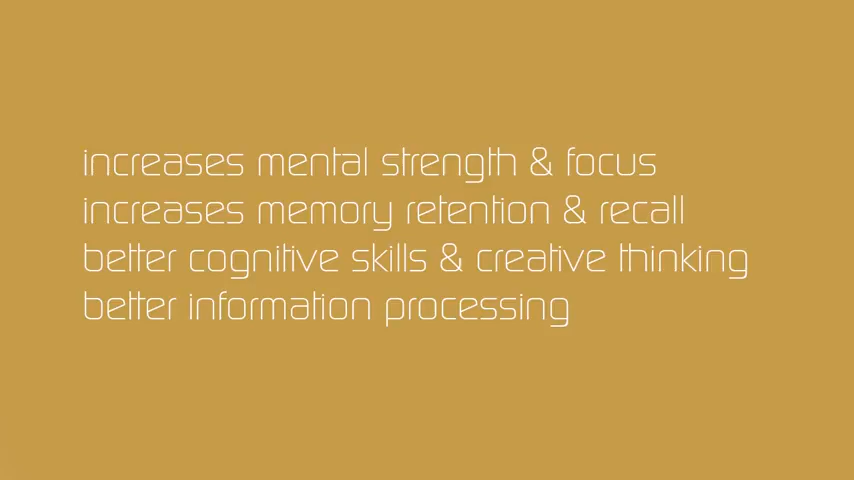 increases mental strength & focus
increases memory retention & recall
better cognitive skills & creative thinking
better information processing